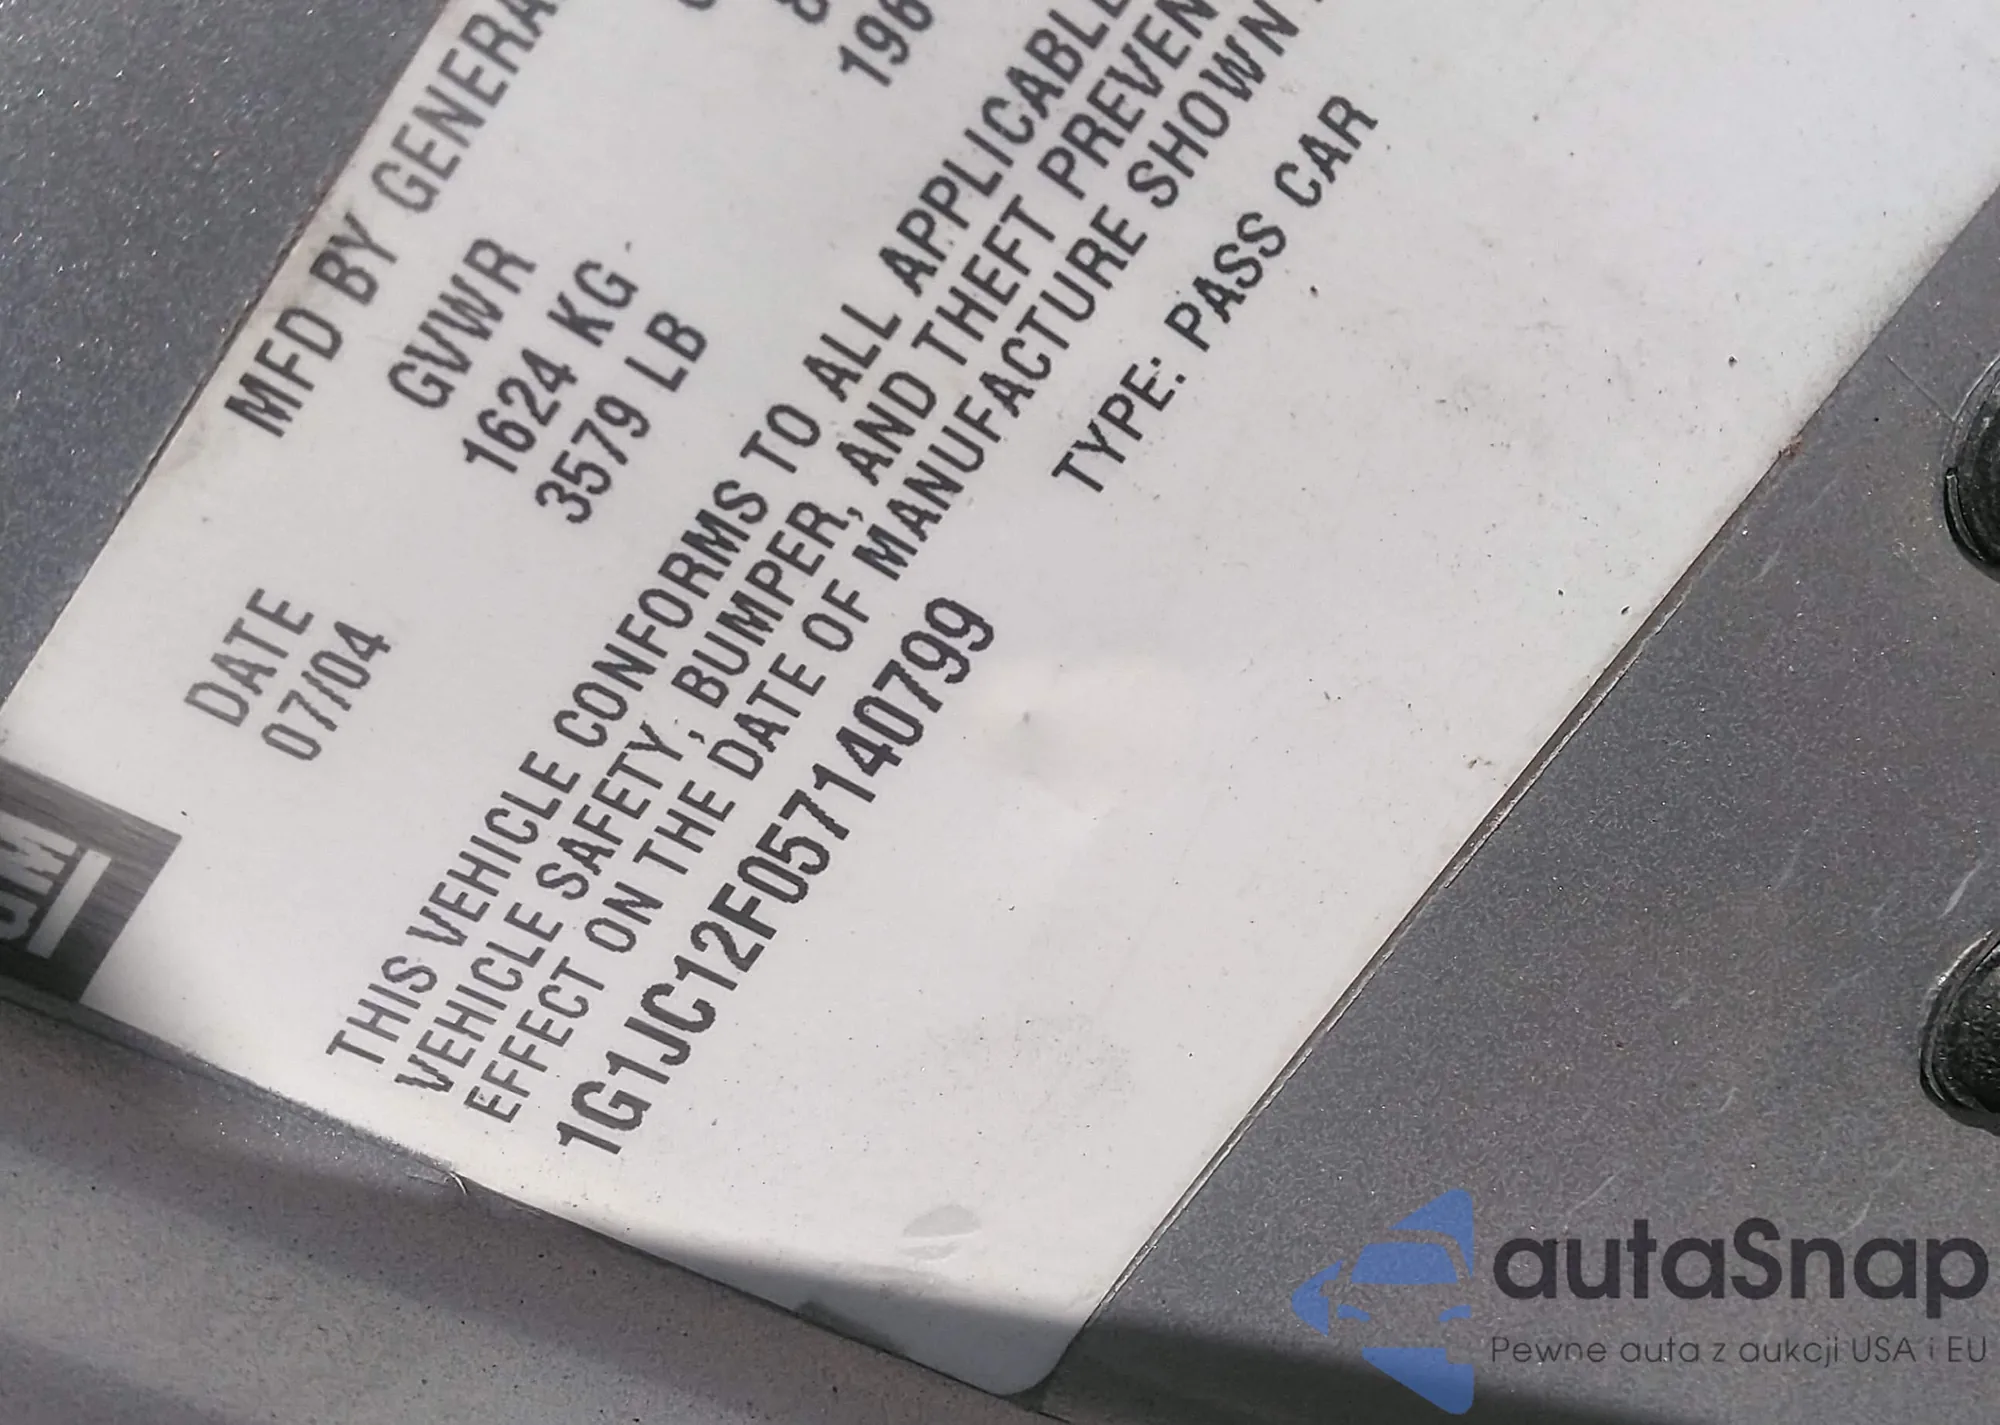 MFD BY GENERA
DATE
07/04
GVWR
1624 KG
3579 LB
196
THIS VEHICLE CONFORMS TO ALL APPLICABLE
VEHICLE SAFETY, BUMPER, AND THEFT PREVEN
EFFECT ON THE DATE OF MANUFACTURE SHOWN
1G1JC12F057140799
TYPE: PASS CAR
GM
autaSnap
Pewne auta z aukcji USA i EU